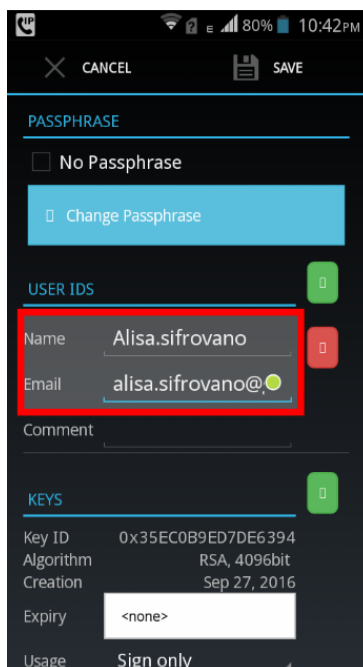 IP E 80% 10:42PM
CANCEL SAVE
PASSPHRASE
No Passphrase
Change Passphrase
USER IDS
Name Alisa.sifrovano
Email alisa.sifrovano@
Comment
KEYS
Key ID 0x35EC0B9ED7DE6394
Algorithm RSA, 4096bit
Creation Sep 27, 2016
Expiry <none>
Usage Sign only